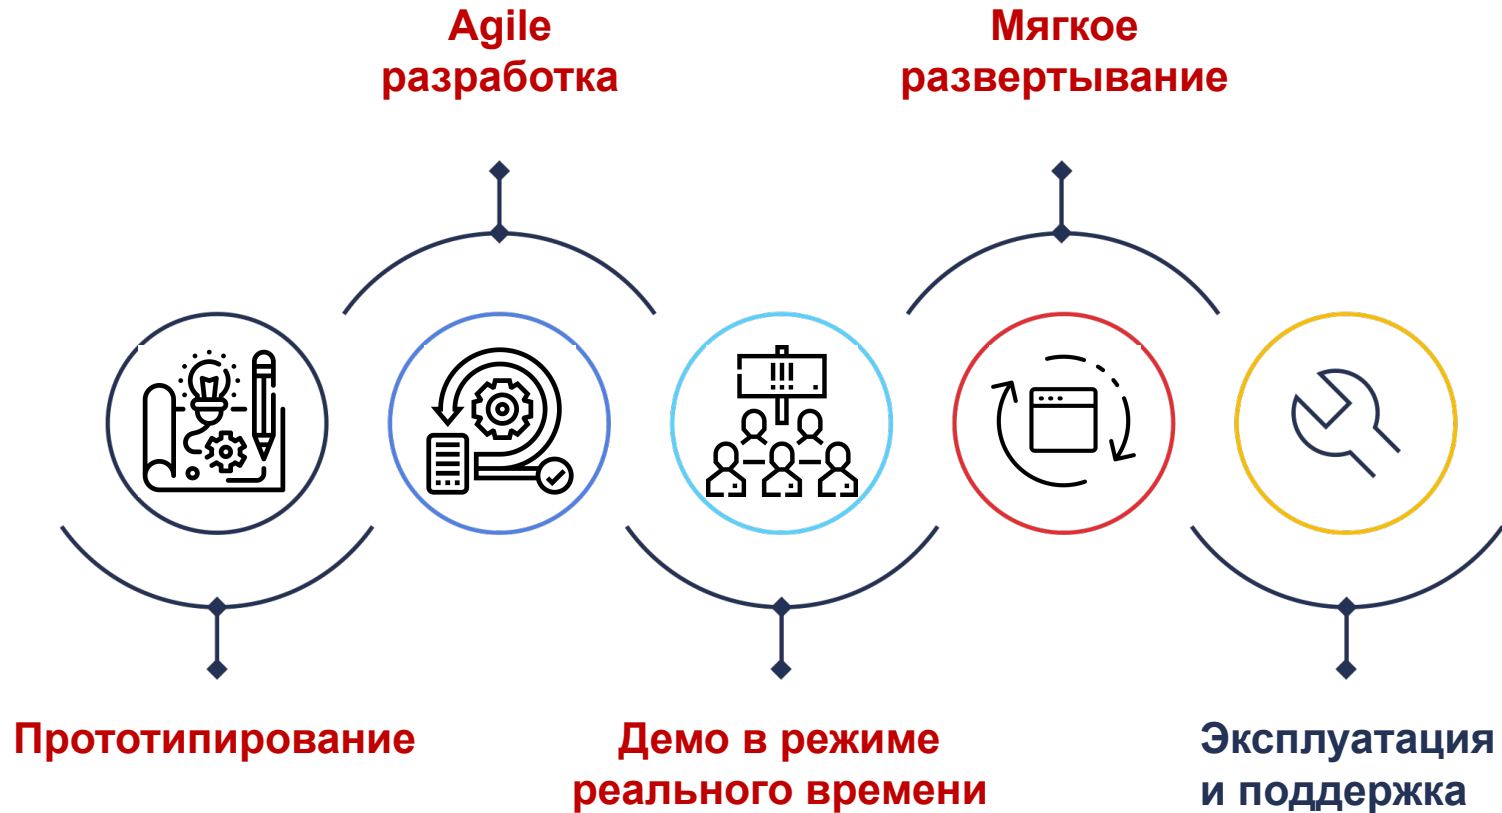 Agile
разработка
Мягкое
развертывание
Прототипирование
Демо в режиме
реального времени
Эксплуатация
и поддержка